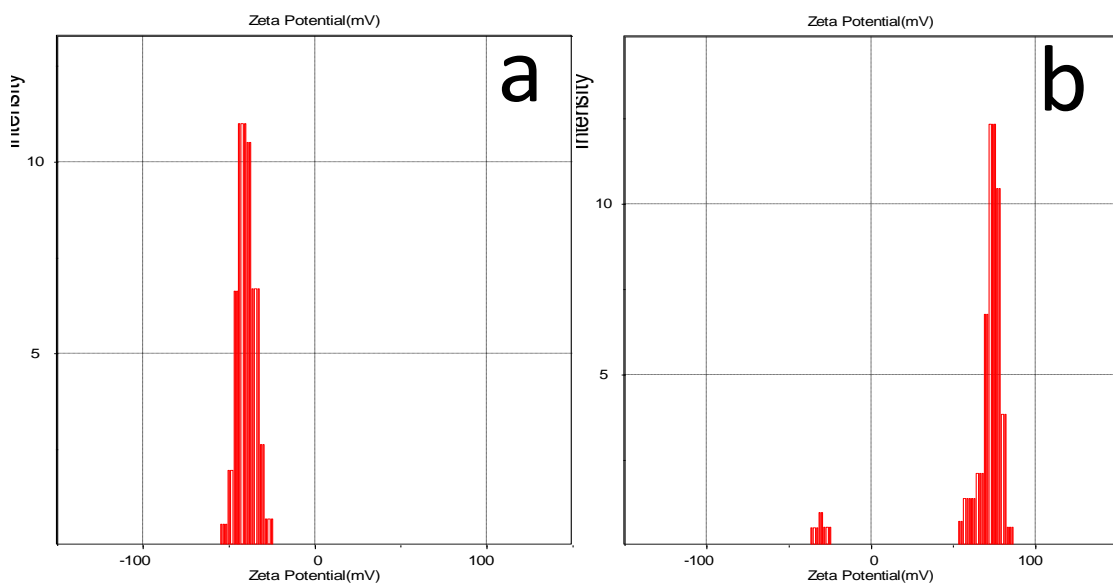 Zeta Potential(mV)
a
Intensity
10
5
-100 0 100
Zeta Potential(mV)
Zeta Potential(mV)
b
Intensity
10
5
-100 0 100
Zeta Potential(mV)